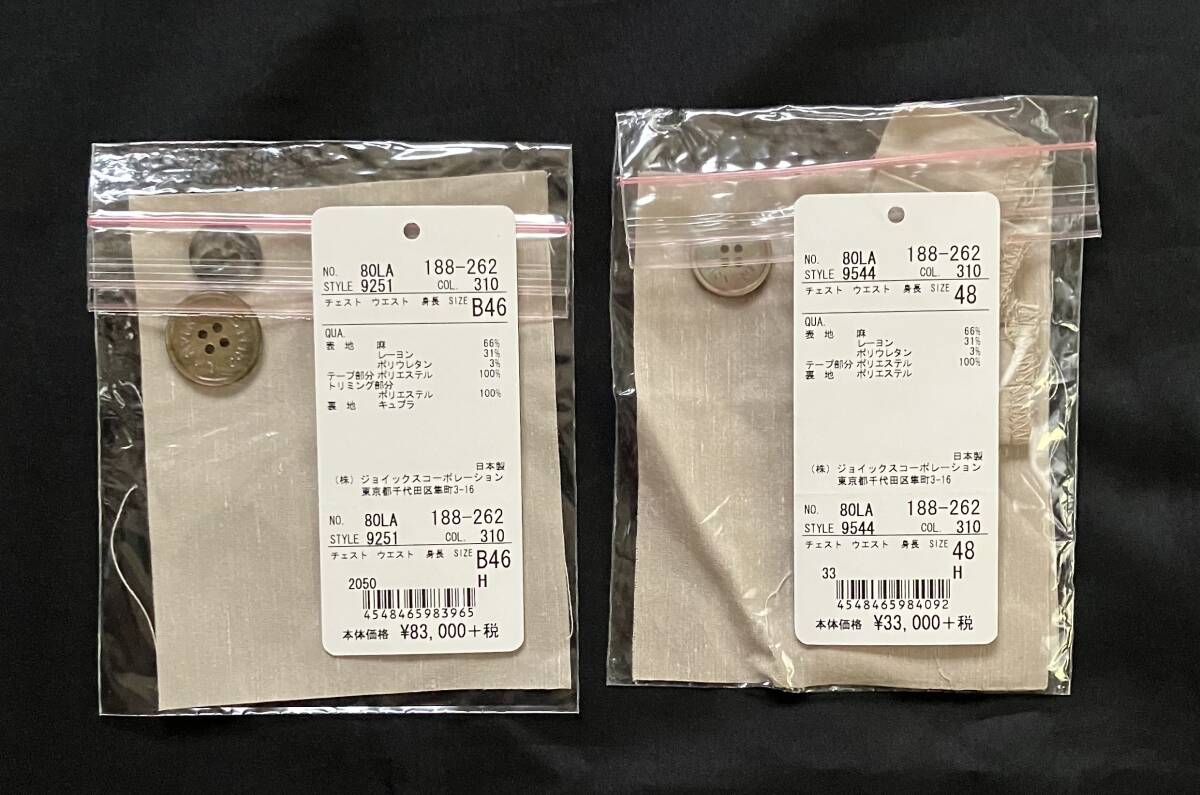 NO. 80LA 188-262
STYLE 9251 COL. 310
チェスト ウエスト 身長 SIZE
B46
QUA.
表 地 麻 66%
レーヨン 31%
ポリウレタン 3%
テープ部分 ポリエステル 100%
トリミング部分
ポリエステル 100%
裏 地 キュプラ
日本製
(株) ジョイックスコーポレーション
東京都千代田区隼町3-16
NO. 80LA 188-262
STYLE 9251 COL. 310
チェスト ウエスト 身長 SIZE
B46
2050 H
4548465983965
本体価格 ¥83,000+税
NO. 80LA 188-262
STYLE 9544 COL. 310
チェスト ウエスト 身長 SIZE
48
QUA.
表 地 麻 66%
レーヨン 31%
ポリウレタン 3%
テープ部分 ポリエステル 100%
裏 地 ポリエステル
日本製
(株) ジョイックスコーポレーション
東京都千代田区隼町3-16
NO. 80LA 188-262
STYLE 9544 COL. 310
チェスト ウエスト 身長 SIZE
48
33 H
4548465984092
本体価格 ¥33,000+税